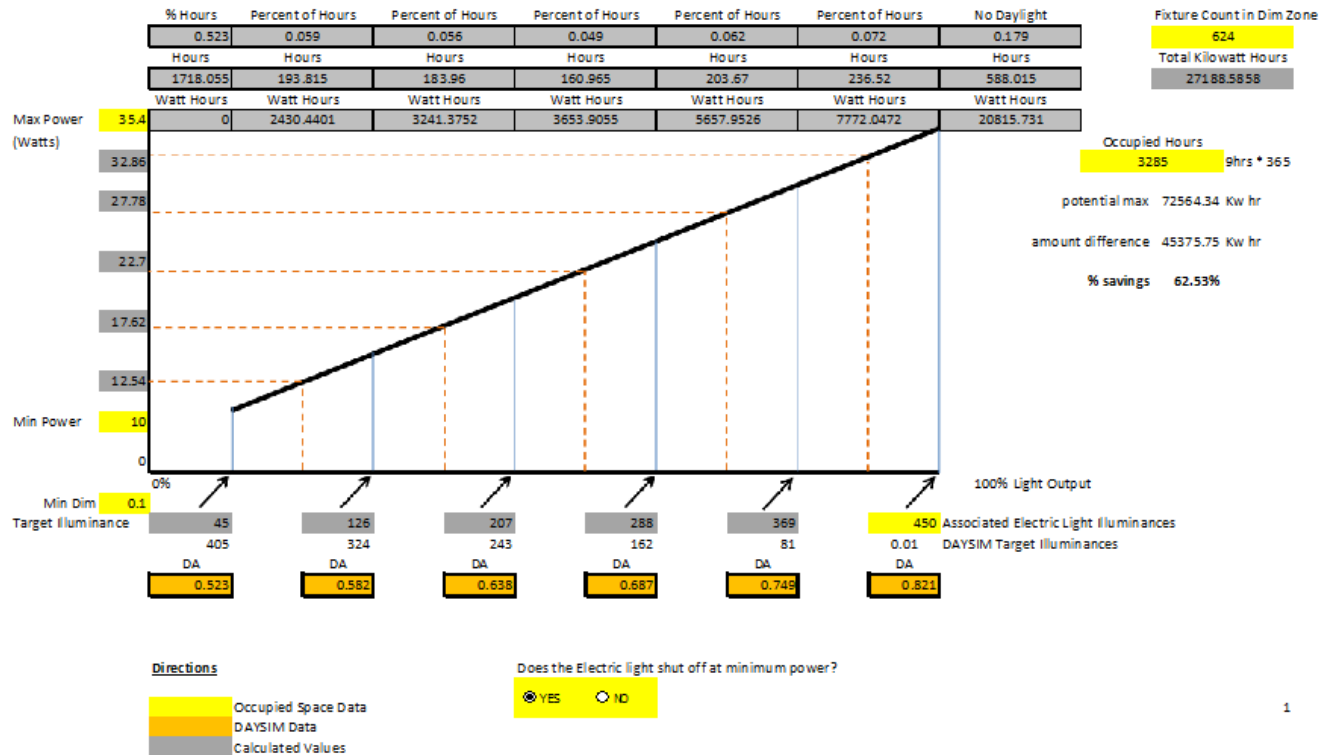 % Hours Percent of Hours Percent of Hours Percent of Hours Percent of Hours Percent of Hours No Daylight Fixture Count in Dim Zone
0.523 0.059 0.056 0.049 0.062 0.072 0.179 624
Hours Hours Hours Hours Hours Hours Hours Total Kilowatt Hours
1718.055 193.815 183.96 160.965 203.67 236.52 588.015 27188.5858
Watt Hours Watt Hours Watt Hours Watt Hours Watt Hours Watt Hours Watt Hours
Max Power 35.4 0 2430.4401 3241.3752 3653.9055 5657.9526 7772.0472 20815.731
(Watts)
Occupied Hours
32.86 3285 9hrs * 365
27.78 potential max 72564.34 Kw hr
amount difference 45375.75 Kw hr
22.7
% savings 62.53%
17.62
12.54
Min Power 10
0
0% 100% Light Output
Min Dim 0.1
Target Illuminance 45 126 207 288 369 450 Associated Electric Light Illuminances
405 324 243 162 81 0.01 DAYSIM Target Illuminances
DA DA DA DA DA DA
0.523 0.582 0.638 0.687 0.749 0.821
Directions Does the Electric light shut off at minimum power?
YES NO
Occupied Space Data 1
DAYSIM Data
Calculated Values